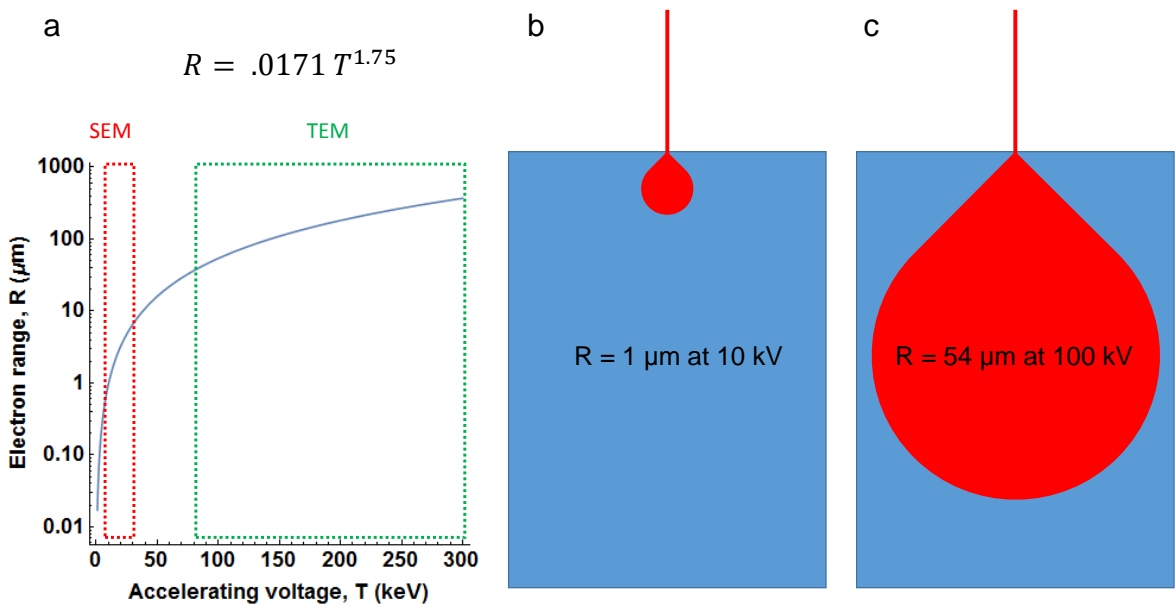 a
R = .0171 T^1.75
SEM
TEM
1000
100
10
1
0.10
0.01
Electron range, R (μm)
0
50
100
150
200
250
300
Accelerating voltage, T (keV)
b
R = 1 μm at 10 kV
c
R = 54 μm at 100 kV